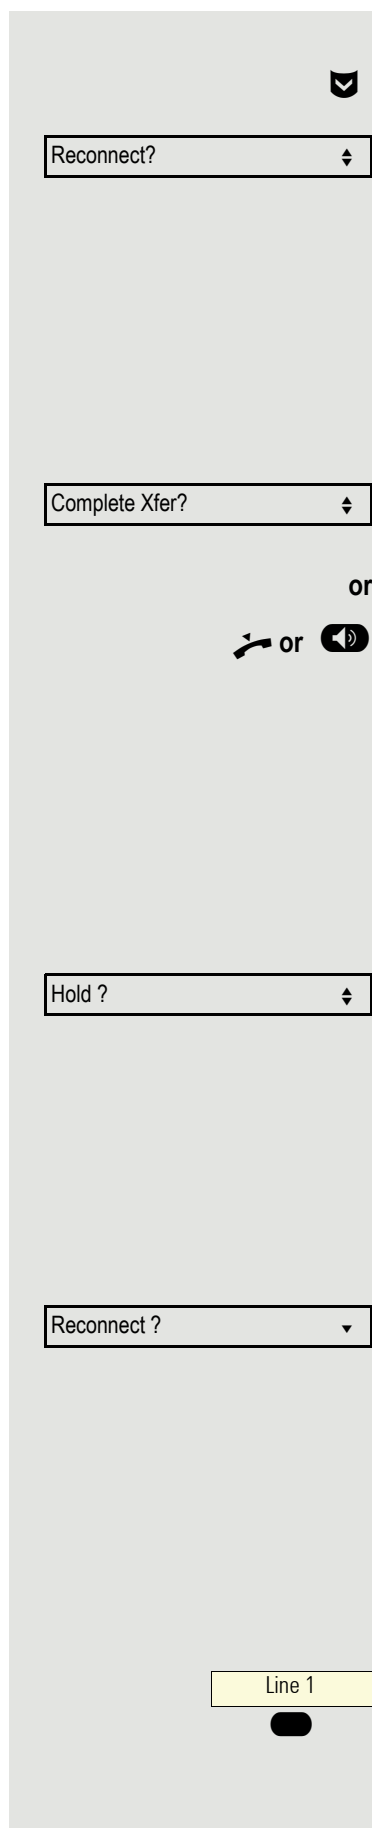 Reconnect?
Complete Xfer?
or
or
Hold ?
Reconnect ?
Line 1